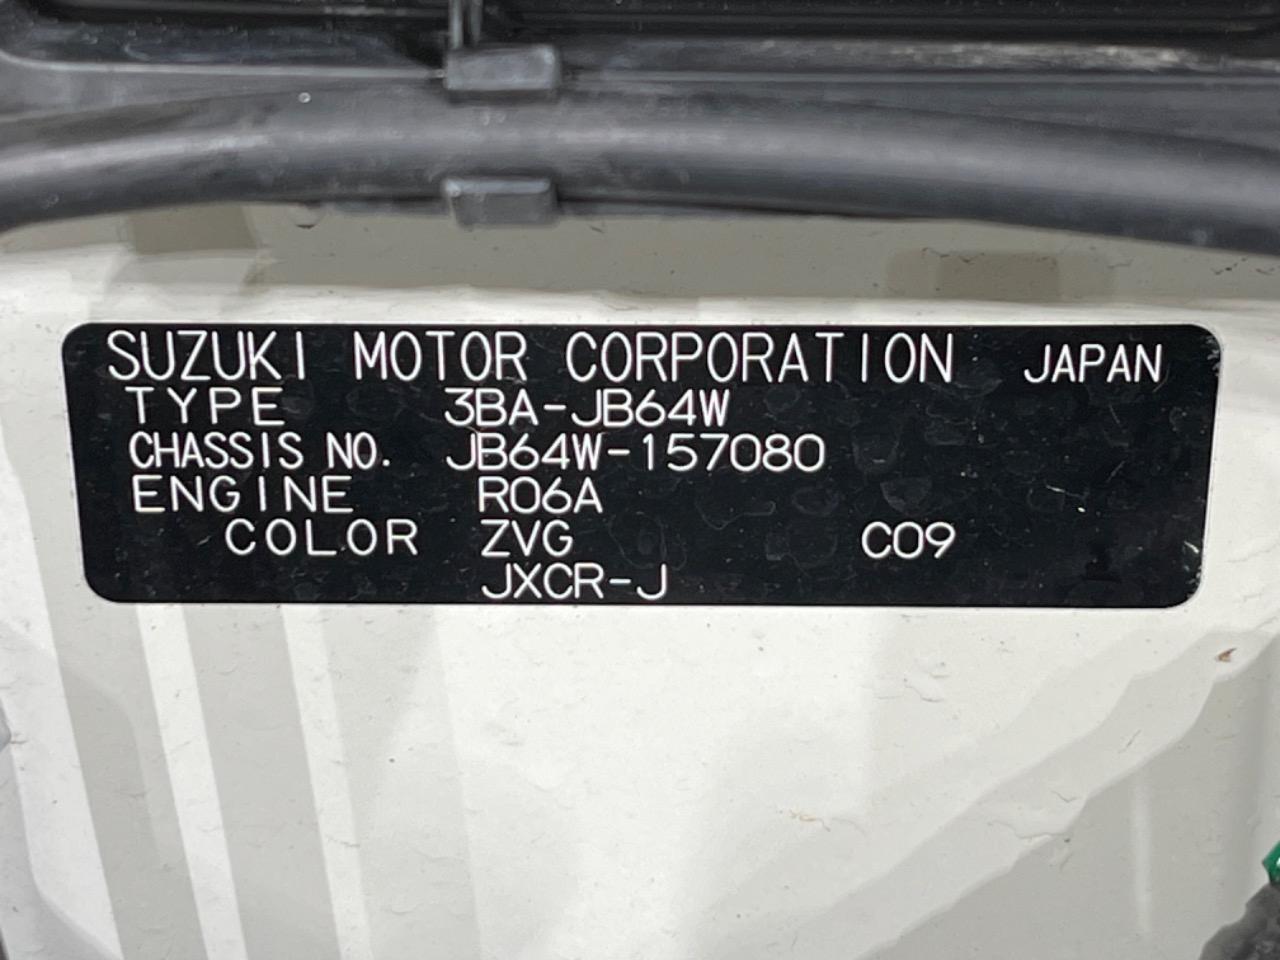 SUZUKI MOTOR CORPORATION JAPAN
TYPE 3BA-JB64W
CHASSIS NO. JB64W-157080
ENGINE R06A
COLOR ZVG C09
JXCR-J